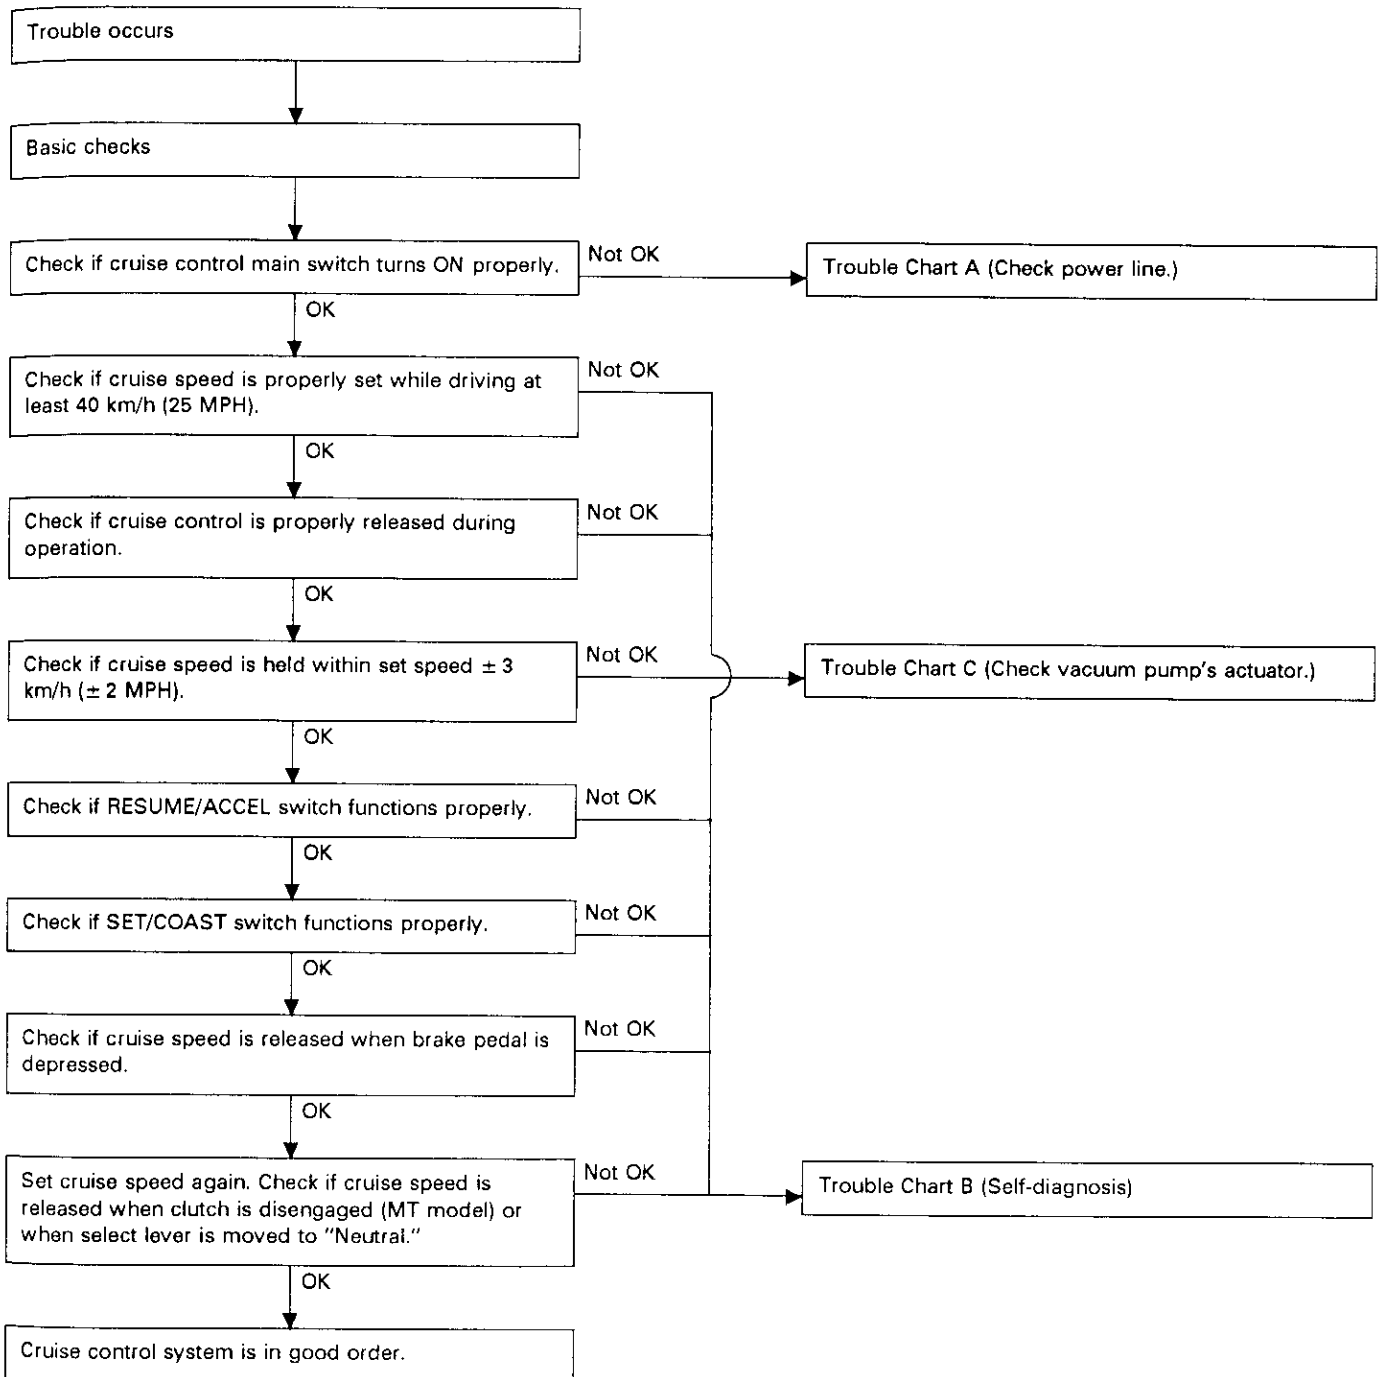 Trouble occurs
Basic checks
Check if cruise control main switch turns ON properly.
Not OK
Trouble Chart A (Check power line.)
OK
Check if cruise speed is properly set while driving at
least 40 km/h (25 MPH).
Not OK
OK
Check if cruise control is properly released during
operation.
Not OK
OK
Check if cruise speed is held within set speed ± 3
km/h (± 2 MPH).
Not OK
Trouble Chart C (Check vacuum pump's actuator.)
OK
Check if RESUME/ACCEL switch functions properly.
Not OK
OK
Check if SET/COAST switch functions properly.
Not OK
OK
Check if cruise speed is released when brake pedal is
depressed.
Not OK
OK
Set cruise speed again. Check if cruise speed is
released when clutch is disengaged (MT model) or
when select lever is moved to "Neutral."
Not OK
Trouble Chart B (Self-diagnosis)
OK
Cruise control system is in good order.